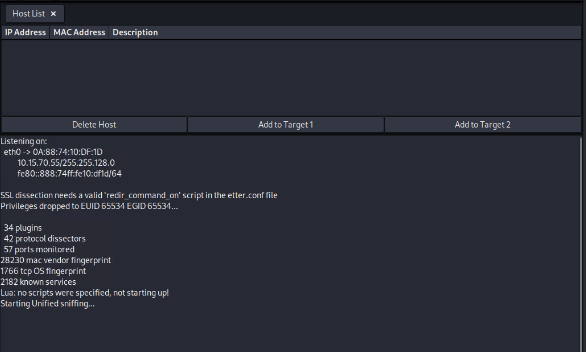 Host List ×
IP Address MAC Address Description
Delete Host Add to Target 1 Add to Target 2
Listening on:
eth0 -> 0A:88:74:10:DF:1D
10.15.70.55/255.255.128.0
fe80::888:74ff:fe10:df1d/64
SSL dissection needs a valid 'redir_command_on' script in the etter.conf file
Privileges dropped to EUID 65534 EGID 65534...
34 plugins
42 protocol dissectors
57 ports monitored
28230 mac vendor fingerprint
1766 tcp OS fingerprint
2182 known services
Lua: no scripts were specified, not starting up!
Starting Unified sniffing...